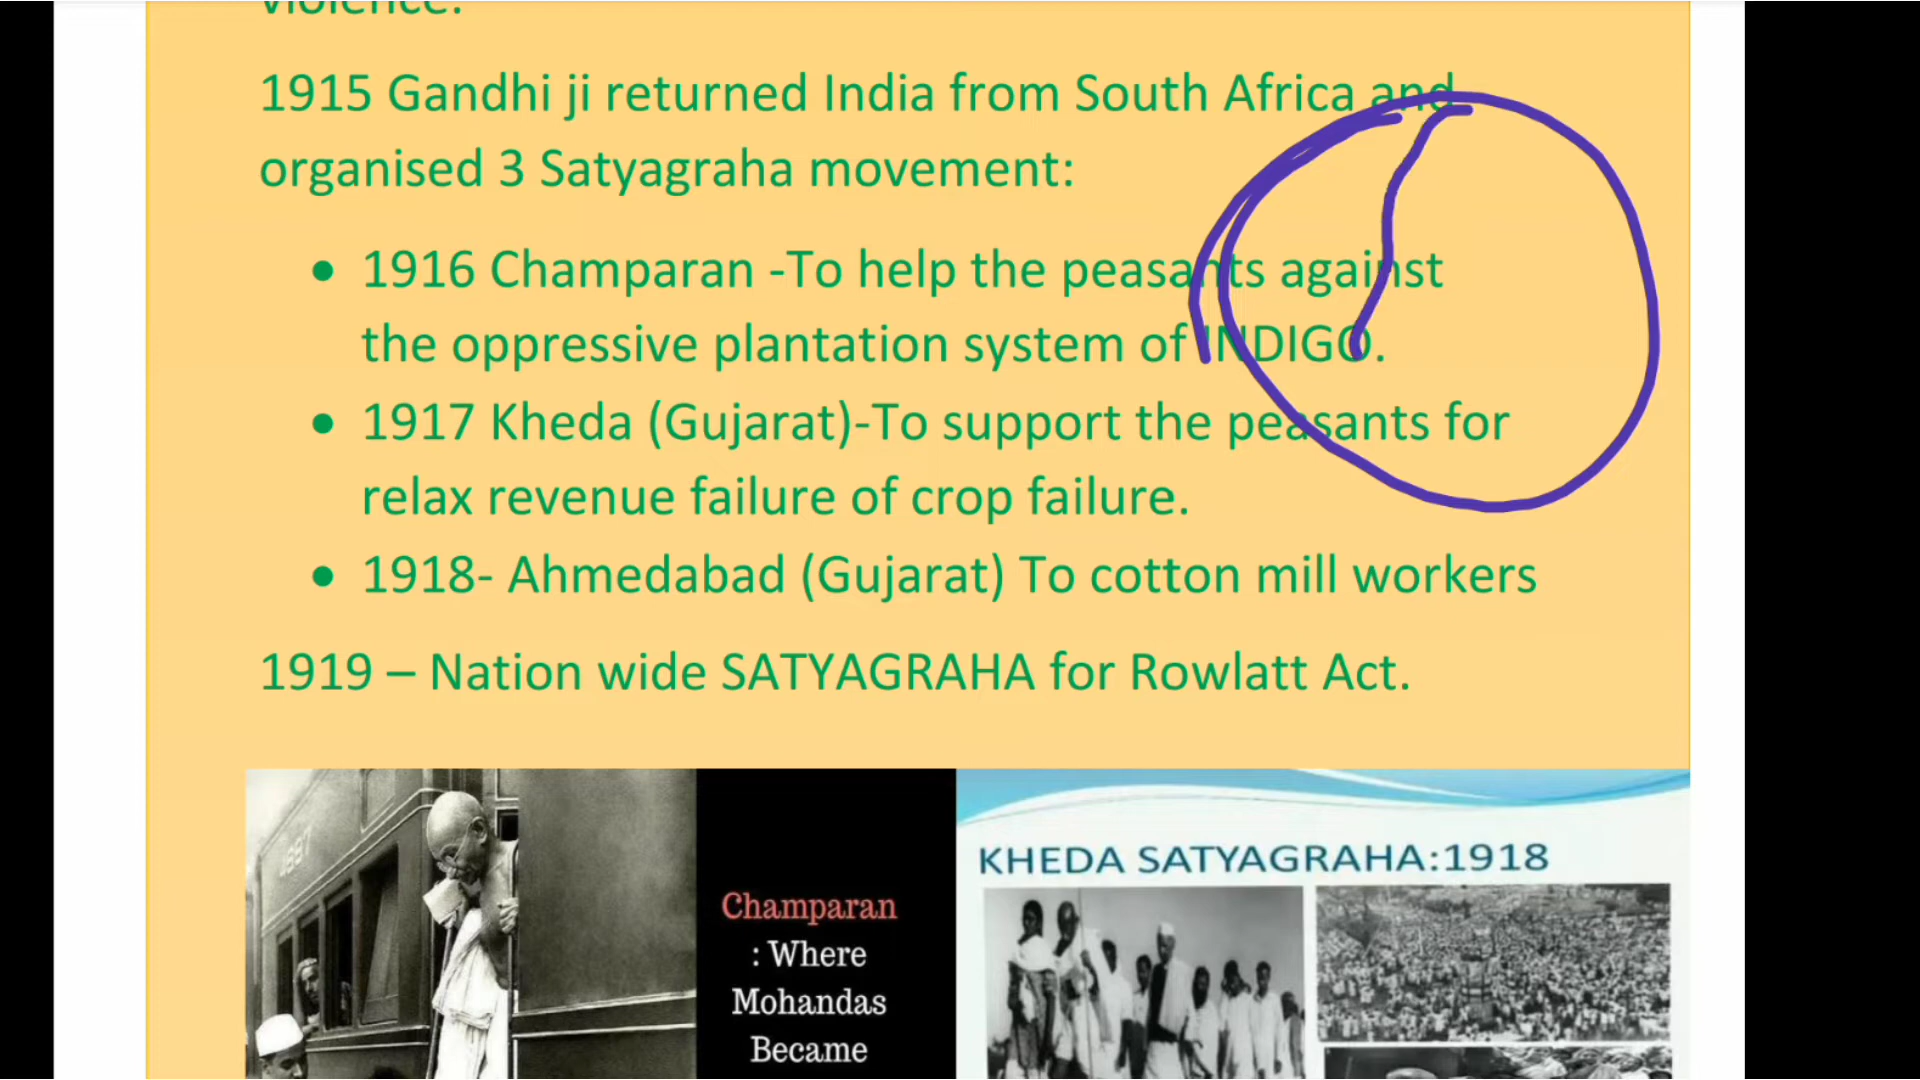 violence.
1915 Gandhi ji returned India from South Africa and
organised 3 Satyagraha movement:
• 1916 Champaran -To help the peasants against
the oppressive plantation system of INDIGO.
• 1917 Kheda (Gujarat)-To support the peasants for
relax revenue failure of crop failure.
• 1918- Ahmedabad (Gujarat) To cotton mill workers
1919 – Nation wide SATYAGRAHA for Rowlatt Act.
KHEDA SATYAGRAHA:1918
Champaran
: Where
Mohandas
Became